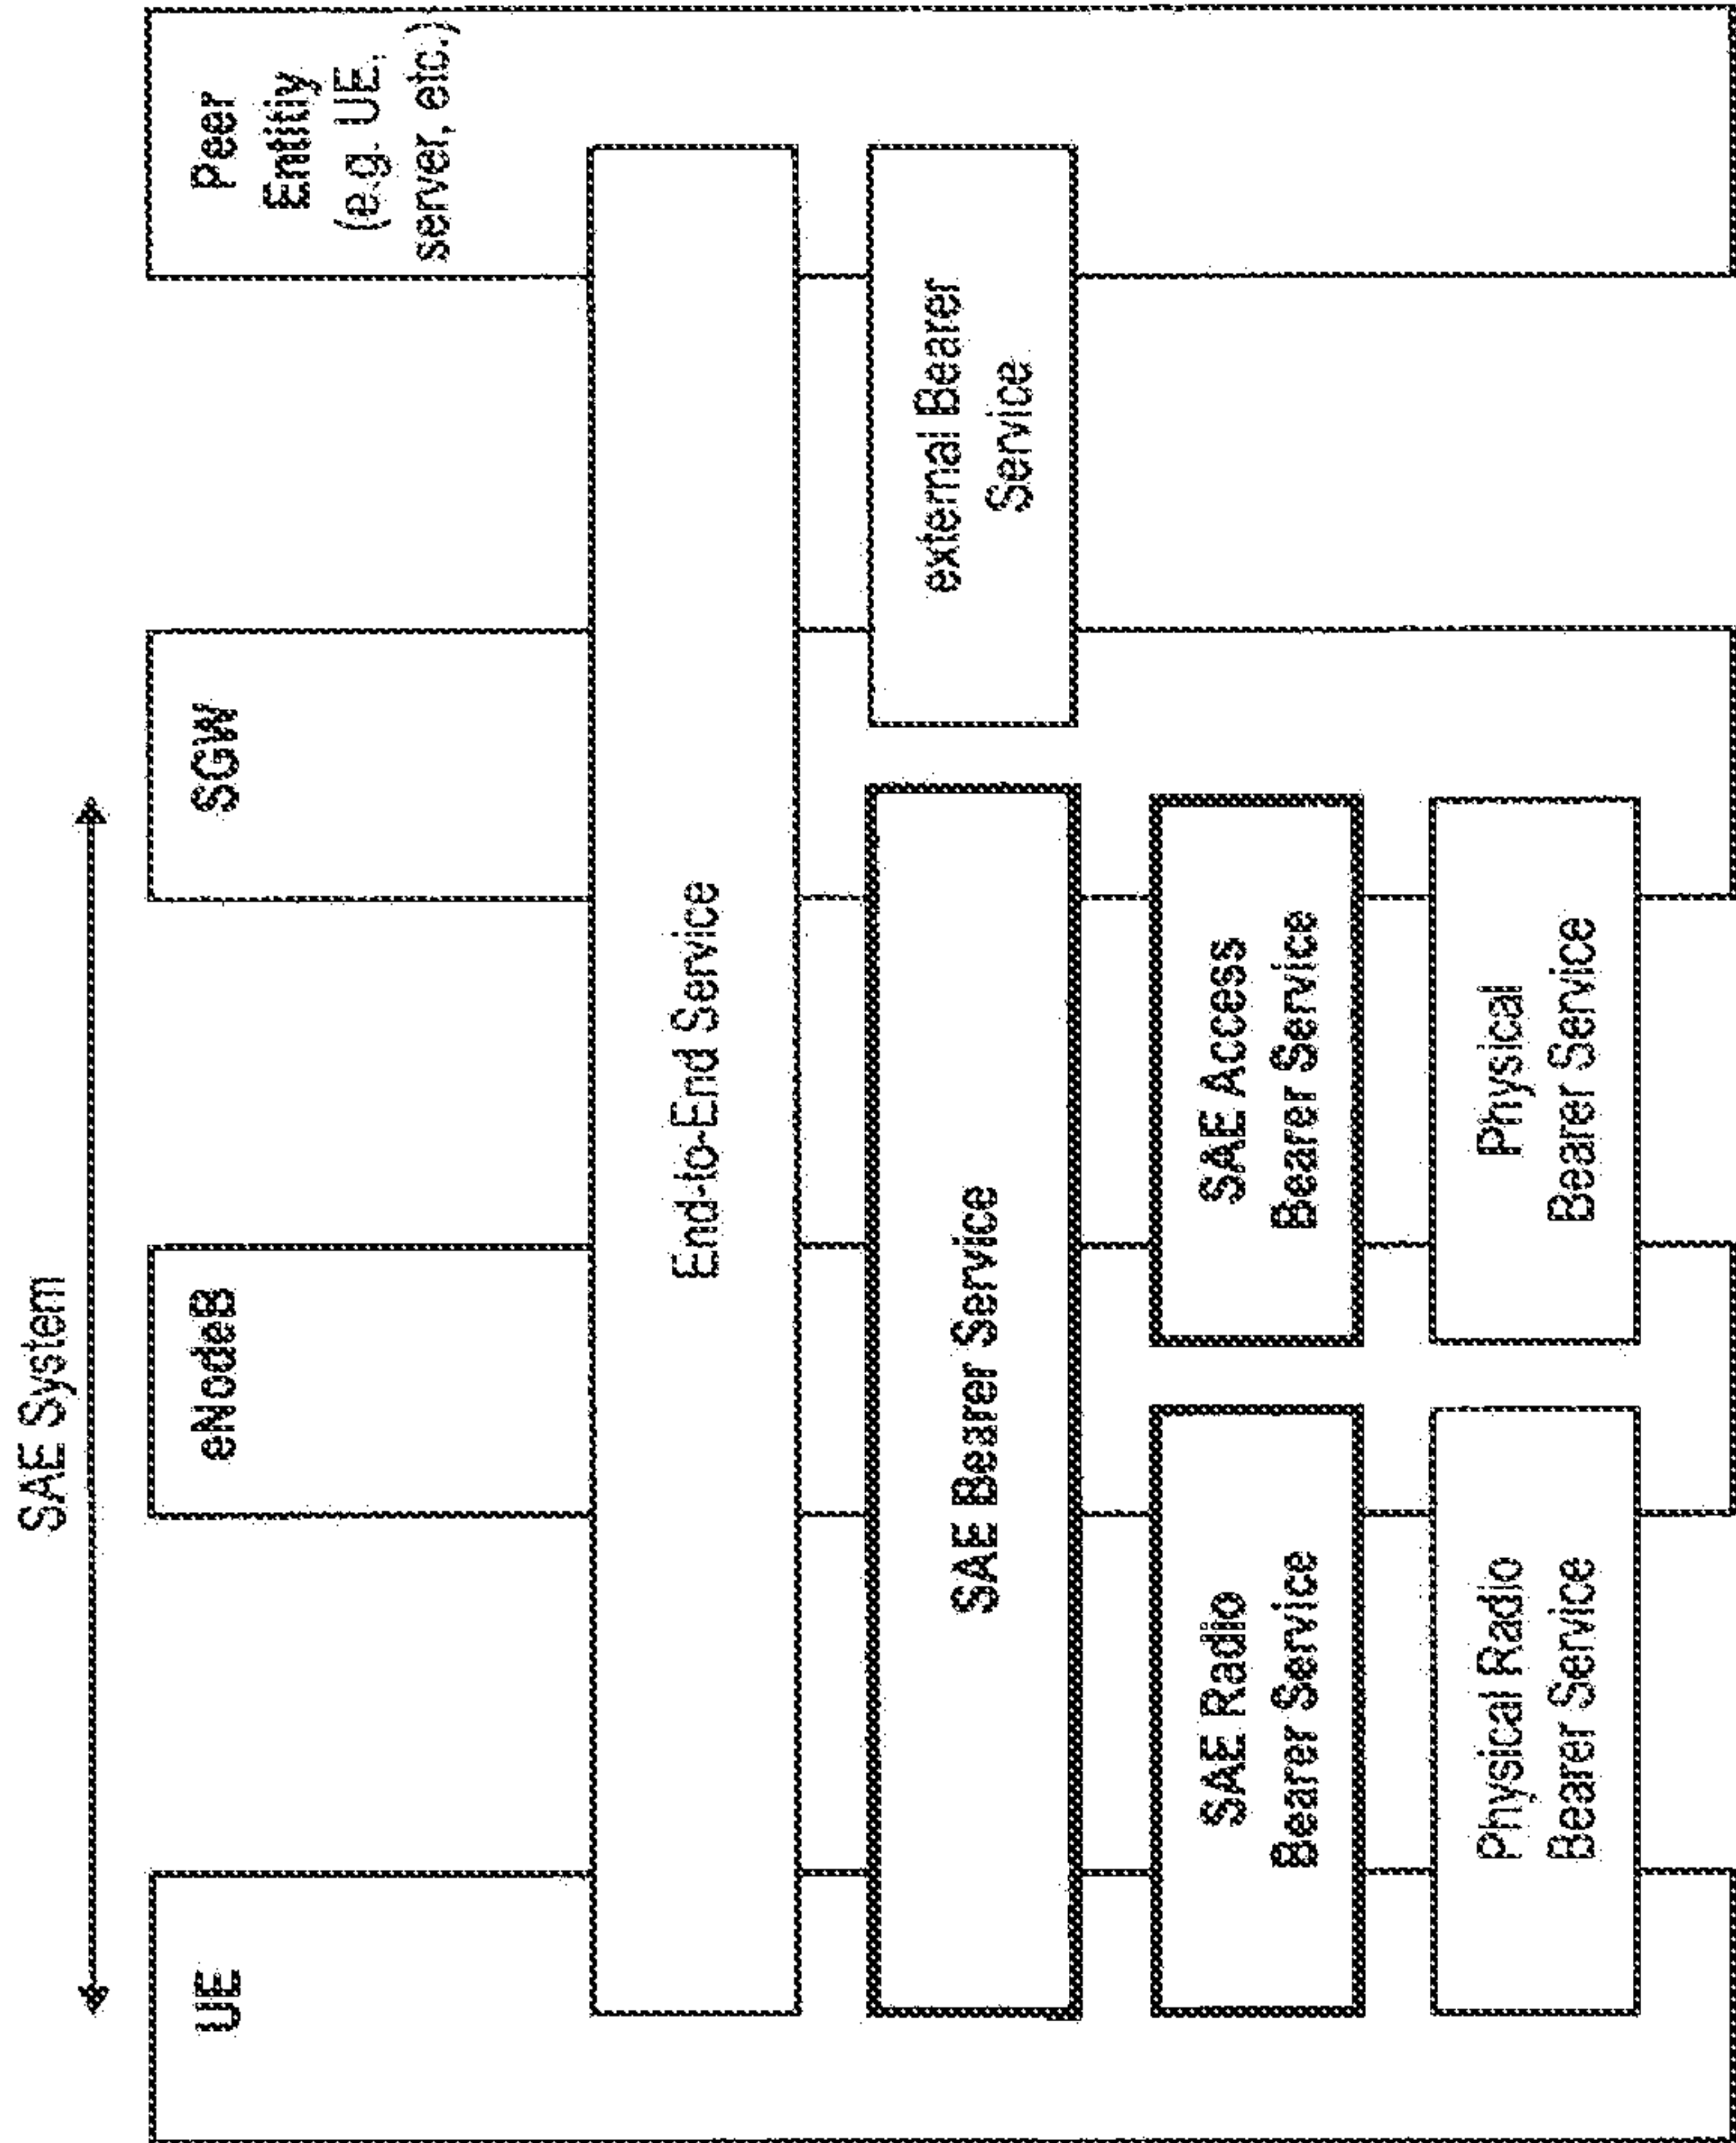 SAE System
UE
eNodeB
SGW
Peer
Entitiy
(e.g. UE,
server, etc.)
End-to-End Service
SAE Bearer Service
external Bearer
Service
SAE Radio
Bearer Service
SAE Access
Bearer Service
Physical Radio
Bearer Service
Physical
Bearer Service